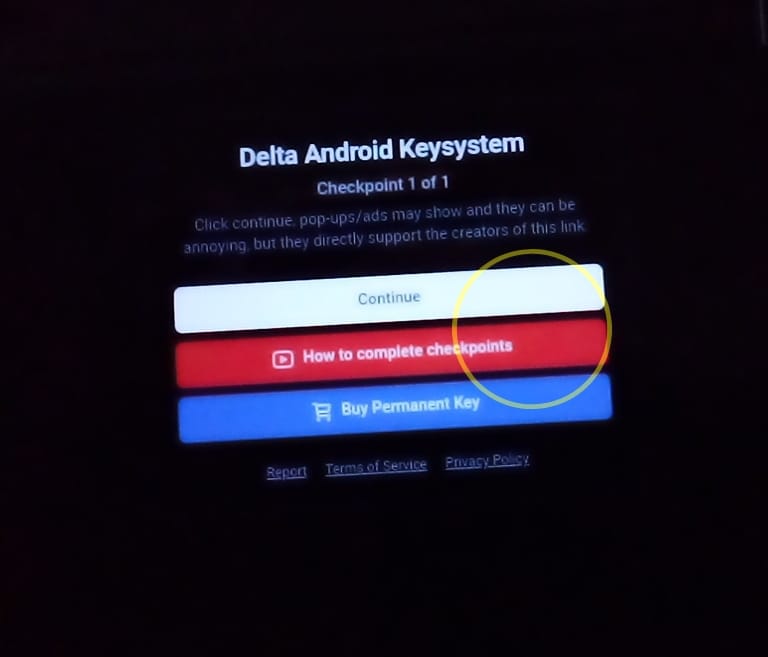 Delta Android Keysystem
Checkpoint 1 of 1
Click continue, pop-ups/ads may show and they can be
annoying, but they directly support the creators of this link
Continue
How to complete checkpoints
Buy Permanent Key
Report Terms of Service Privacy Policy